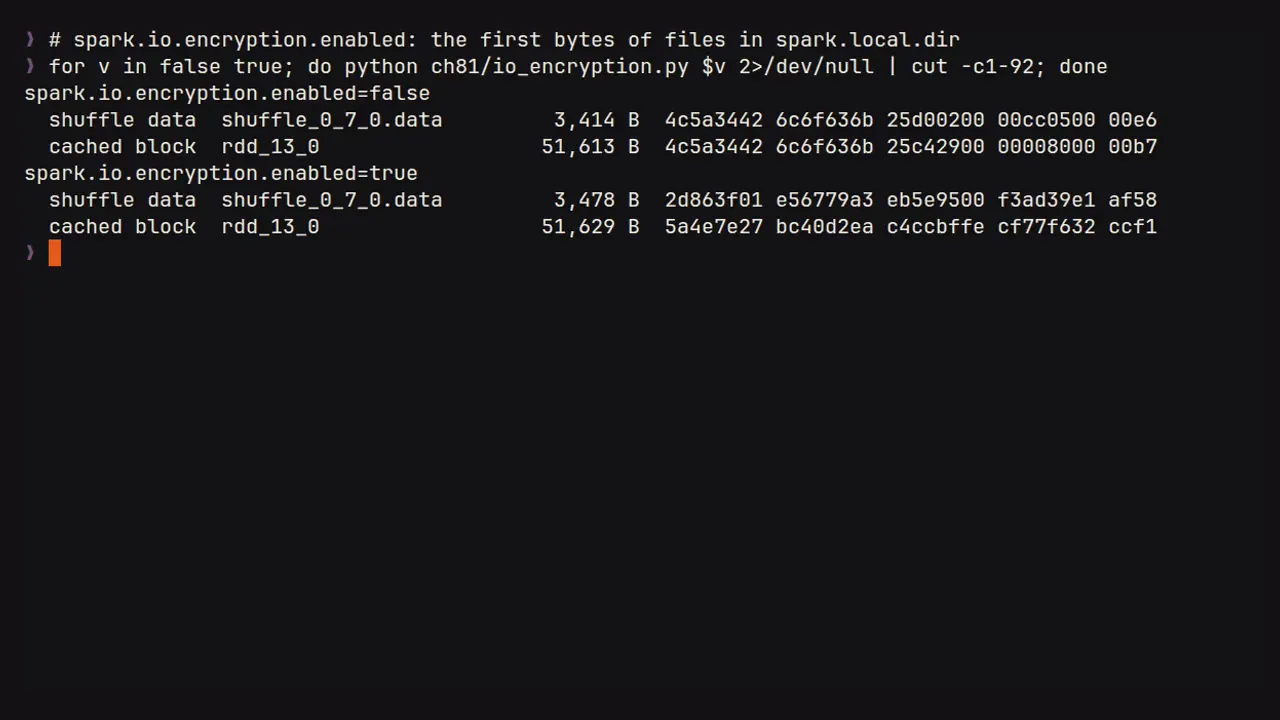 ❩ # spark.io.encryption.enabled: the first bytes of files in spark.local.dir
❩ for v in false true; do python ch81/io_encryption.py $v 2>/dev/null | cut -c1-92; done
spark.io.encryption.enabled=false
  shuffle data  shuffle_0_7_0.data         3,414 B  4c5a3442 6c6f636b 25d00200 00cc0500 00e6
  cached block  rdd_13_0                  51,613 B  4c5a3442 6c6f636b 25c42900 00008000 00b7
spark.io.encryption.enabled=true
  shuffle data  shuffle_0_7_0.data         3,478 B  2d863f01 e56779a3 eb5e9500 f3ad39e1 af58
  cached block  rdd_13_0                  51,629 B  5a4e7e27 bc40d2ea c4ccbffe cf77f632 ccf1
❩